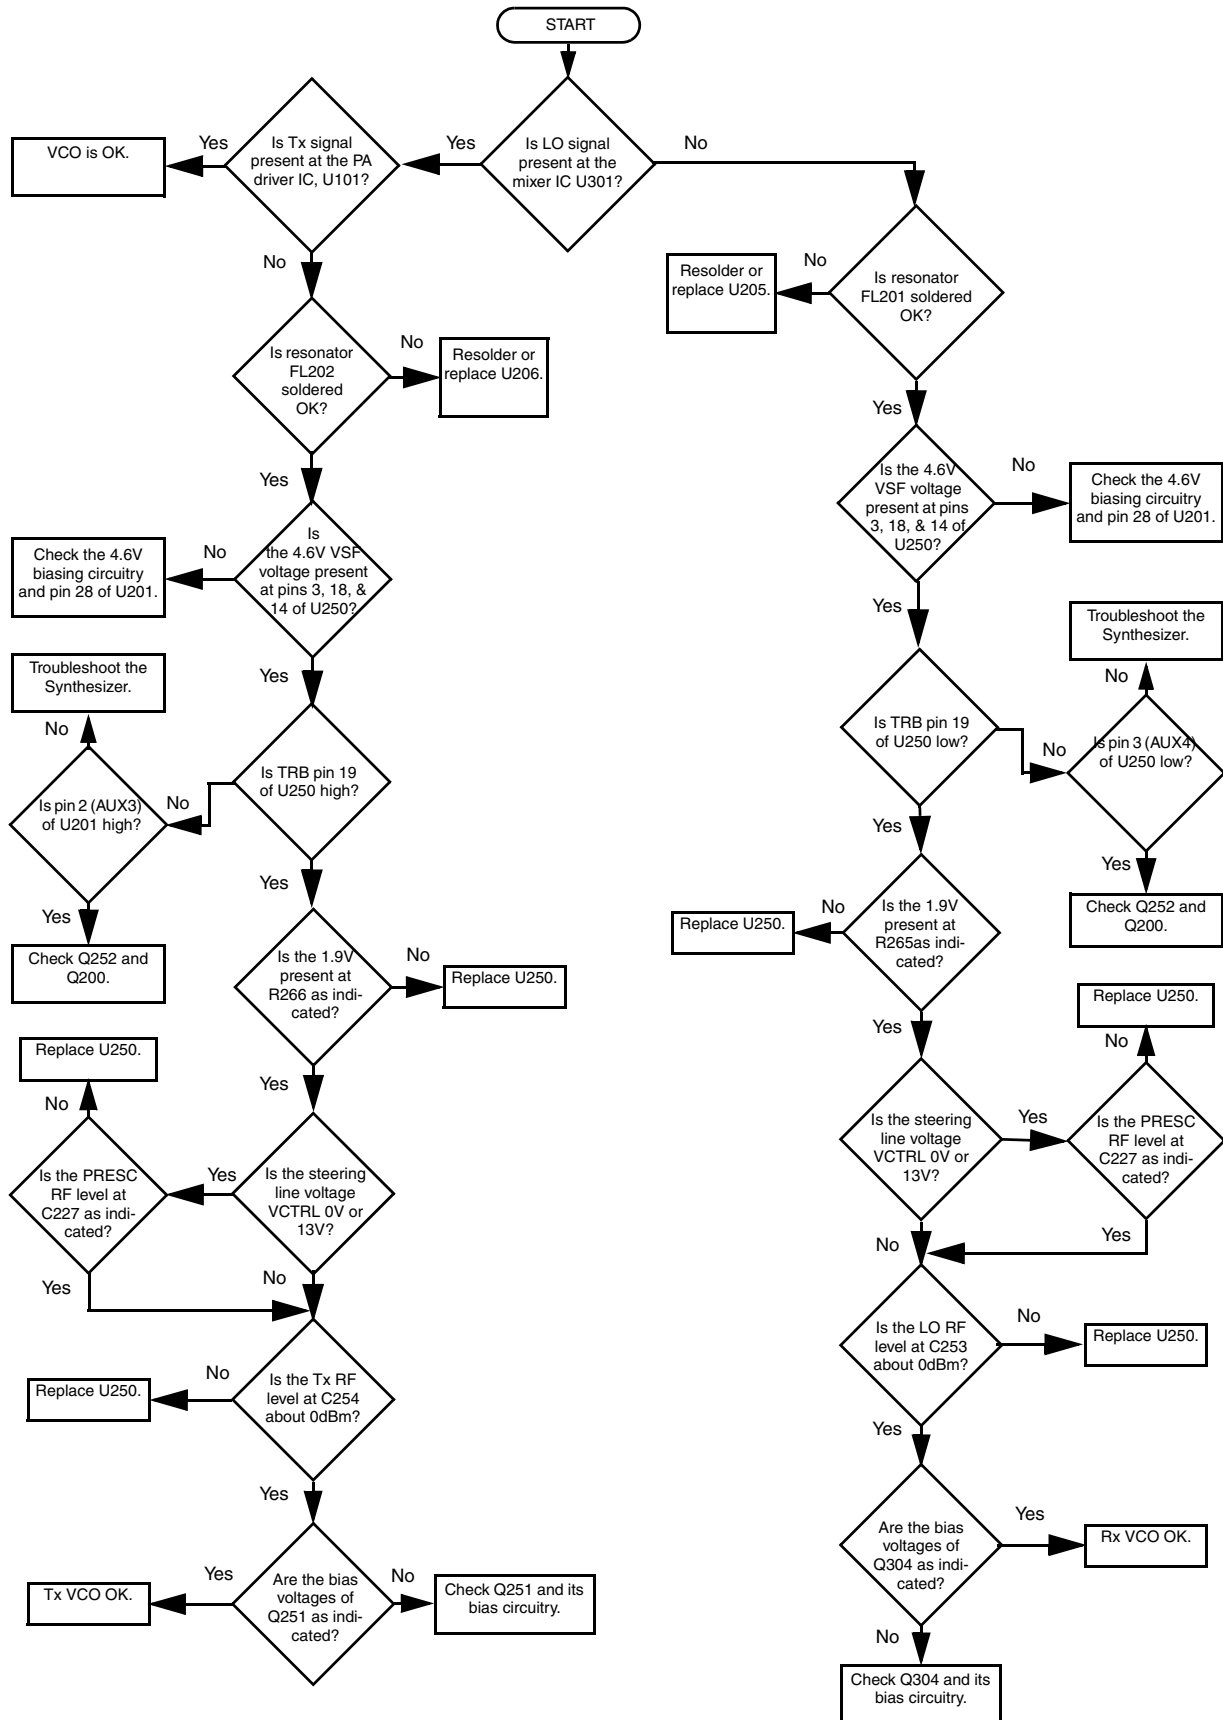 START
Is LO signal
present at the
mixer IC U301?
Yes
No
Is Tx signal
present at the PA
driver IC, U101?
Yes
VCO is OK.
No
Is resonator
FL202
soldered
OK?
No
Resolder or
replace U206.
Yes
Is
the 4.6V VSF
voltage present
at pins 3, 18, &
14 of U250?
No
Check the 4.6V
biasing circuitry
and pin 28 of U201.
Yes
Is TRB pin 19
of U250 high?
No
Is pin 2 (AUX3)
of U201 high?
No
Troubleshoot the
Synthesizer.
Yes
Check Q252 and
Q200.
Yes
Is the 1.9V
present at
R266 as indi-
cated?
No
Replace U250.
Yes
Is the steering
line voltage
VCTRL 0V or
13V?
Yes
Is the PRESC
RF level at
C227 as indi-
cated?
No
Replace U250.
Yes
No
Is the Tx RF
level at C254
about 0dBm?
No
Replace U250.
Yes
Are the bias
voltages of
Q251 as indi-
cated?
Yes
Tx VCO OK.
No
Check Q251 and its
bias circuitry.
Is resonator
FL201 soldered
OK?
No
Resolder or
replace U205.
Yes
Is the 4.6V
VSF voltage
present at pins
3, 18, & 14 of
U250?
No
Check the 4.6V
biasing circuitry
and pin 28 of U201.
Yes
Is TRB pin 19
of U250 low?
No
Is pin 3 (AUX4)
of U250 low?
No
Troubleshoot the
Synthesizer.
Yes
Check Q252 and
Q200.
Yes
Is the 1.9V
present at
R265as indi-
cated?
No
Replace U250.
Yes
Is the steering
line voltage
VCTRL 0V or
13V?
Yes
Is the PRESC
RF level at
C227 as indi-
cated?
No
Replace U250.
Yes
No
Is the LO RF
level at C253
about 0dBm?
No
Replace U250.
Yes
Are the bias
voltages of
Q304 as indi-
cated?
Yes
Rx VCO OK.
No
Check Q304 and its
bias circuitry.